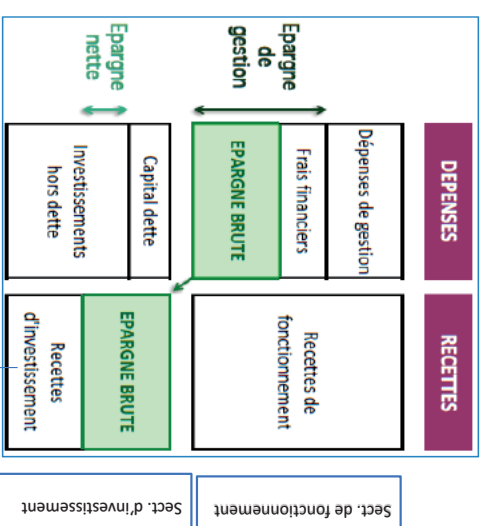 DEPENSES
RECETTES
Epargne
de
gestion
Dépenses de gestion
Frais financiers
EPARGNE BRUTE
Recettes de
fonctionnement
Sect. de fonctionnement
Epargne
nette
Capital dette
Investissements
hors dette
EPARGNE BRUTE
Recettes
d'investissement
Sect. d'investissement